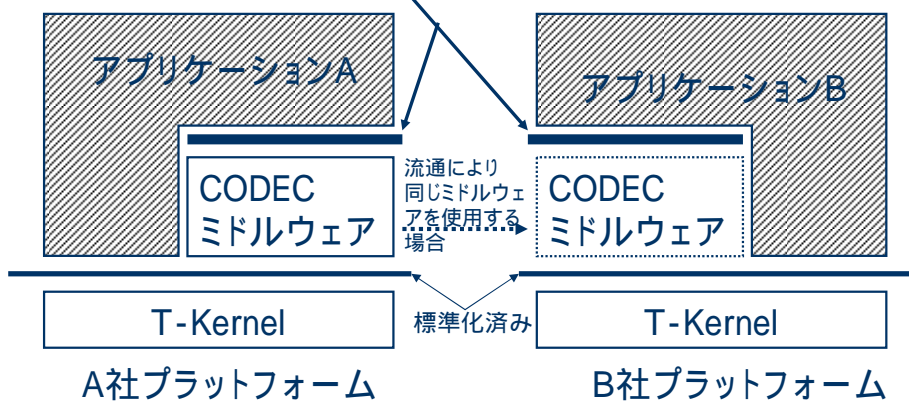 アプリケーションA
アプリケーションB
CODEC
ミドルウェア
流通により
同じミドルウェ
アを使用する
場合
CODEC
ミドルウェア
T-Kernel
標準化済み
T-Kernel
A社プラットフォーム
B社プラットフォーム